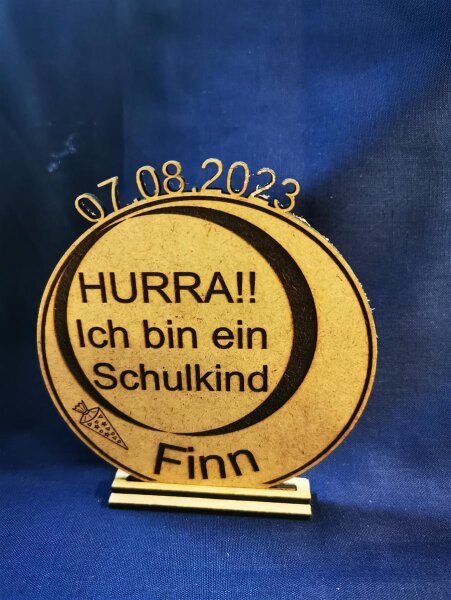 07.08.2023
HURRA!!
Ich bin ein
Schulkind
Finn